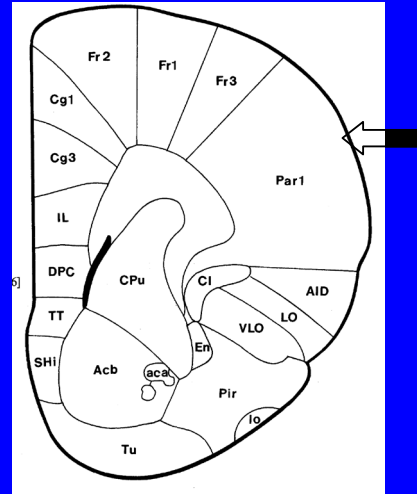 Fr2
Fr1
Fr3
Cg1
Cg3
Par1
IL
DPC
6]
CPu
Cl
AID
TT
LO
VLO
SHi
En
Acb
aca
Pir
lo
Tu